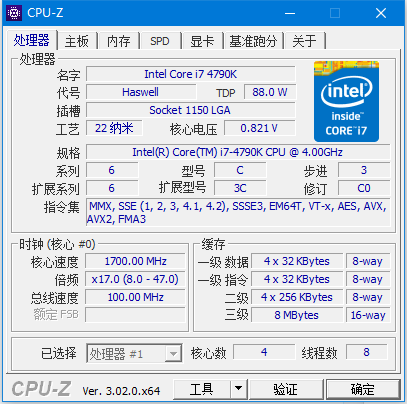 CPU-Z
处理器 主板 内存 SPD 显卡 基准跑分 关于
处理器
名字 Intel Core i7 4790K
代号 Haswell TDP 88.0 W
插槽 Socket 1150 LGA
工艺 22 纳米 核心电压 0.821 V
intel
inside™
CORE™ i7
规格 Intel(R) Core(TM) i7-4790K CPU @ 4.00GHz
系列 6 型号 C 步进 3
扩展系列 6 扩展型号 3C 修订 C0
指令集 MMX, SSE (1, 2, 3, 4.1, 4.2), SSSE3, EM64T, VT-x, AES, AVX,
AVX2, FMA3
时钟 (核心 #0) 缓存
核心速度 1700.00 MHz 一级 数据 4 x 32 KBytes 8-way
倍频 x17.0 (8.0 - 47.0) 一级 指令 4 x 32 KBytes 8-way
总线速度 100.00 MHz 二级 4 x 256 KBytes 8-way
额定 FSB 三级 8 MBytes 16-way
已选择 处理器 #1 核心数 4 线程数 8
CPU-Z Ver. 3.02.0.x64 工具 验证 确定